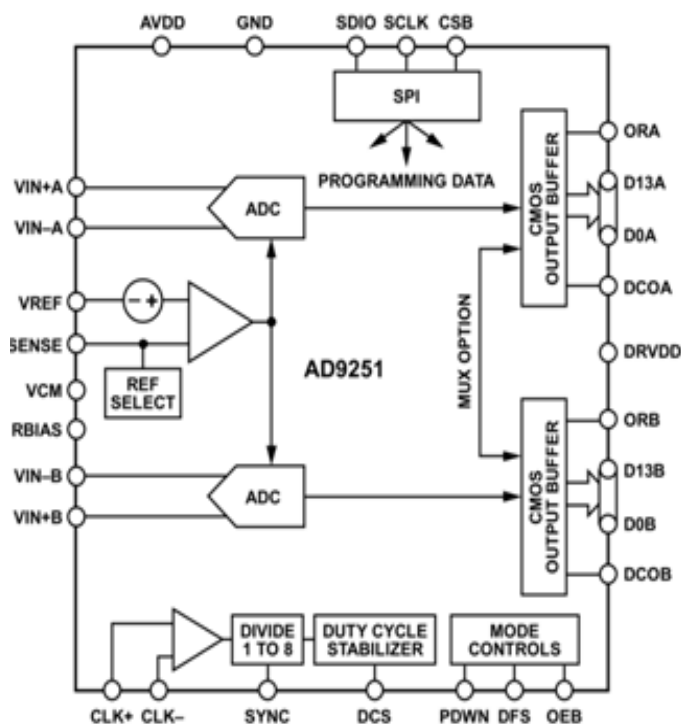 AVDD
GND
SDIO
SCLK
CSB
SPI
PROGRAMMING DATA
ORA
VIN+A
ADC
CMOS
OUTPUT BUFFER
D13A
VIN–A
D0A
VREF
– +
DCOA
SENSE
REF
SELECT
AD9251
MUX OPTION
DRVDD
VCM
RBIAS
ORB
VIN–B
ADC
CMOS
OUTPUT BUFFER
D13B
VIN+B
D0B
DCOB
DIVIDE
1 TO 8
DUTY CYCLE
STABILIZER
MODE
CONTROLS
CLK+
CLK–
SYNC
DCS
PDWN
DFS
OEB